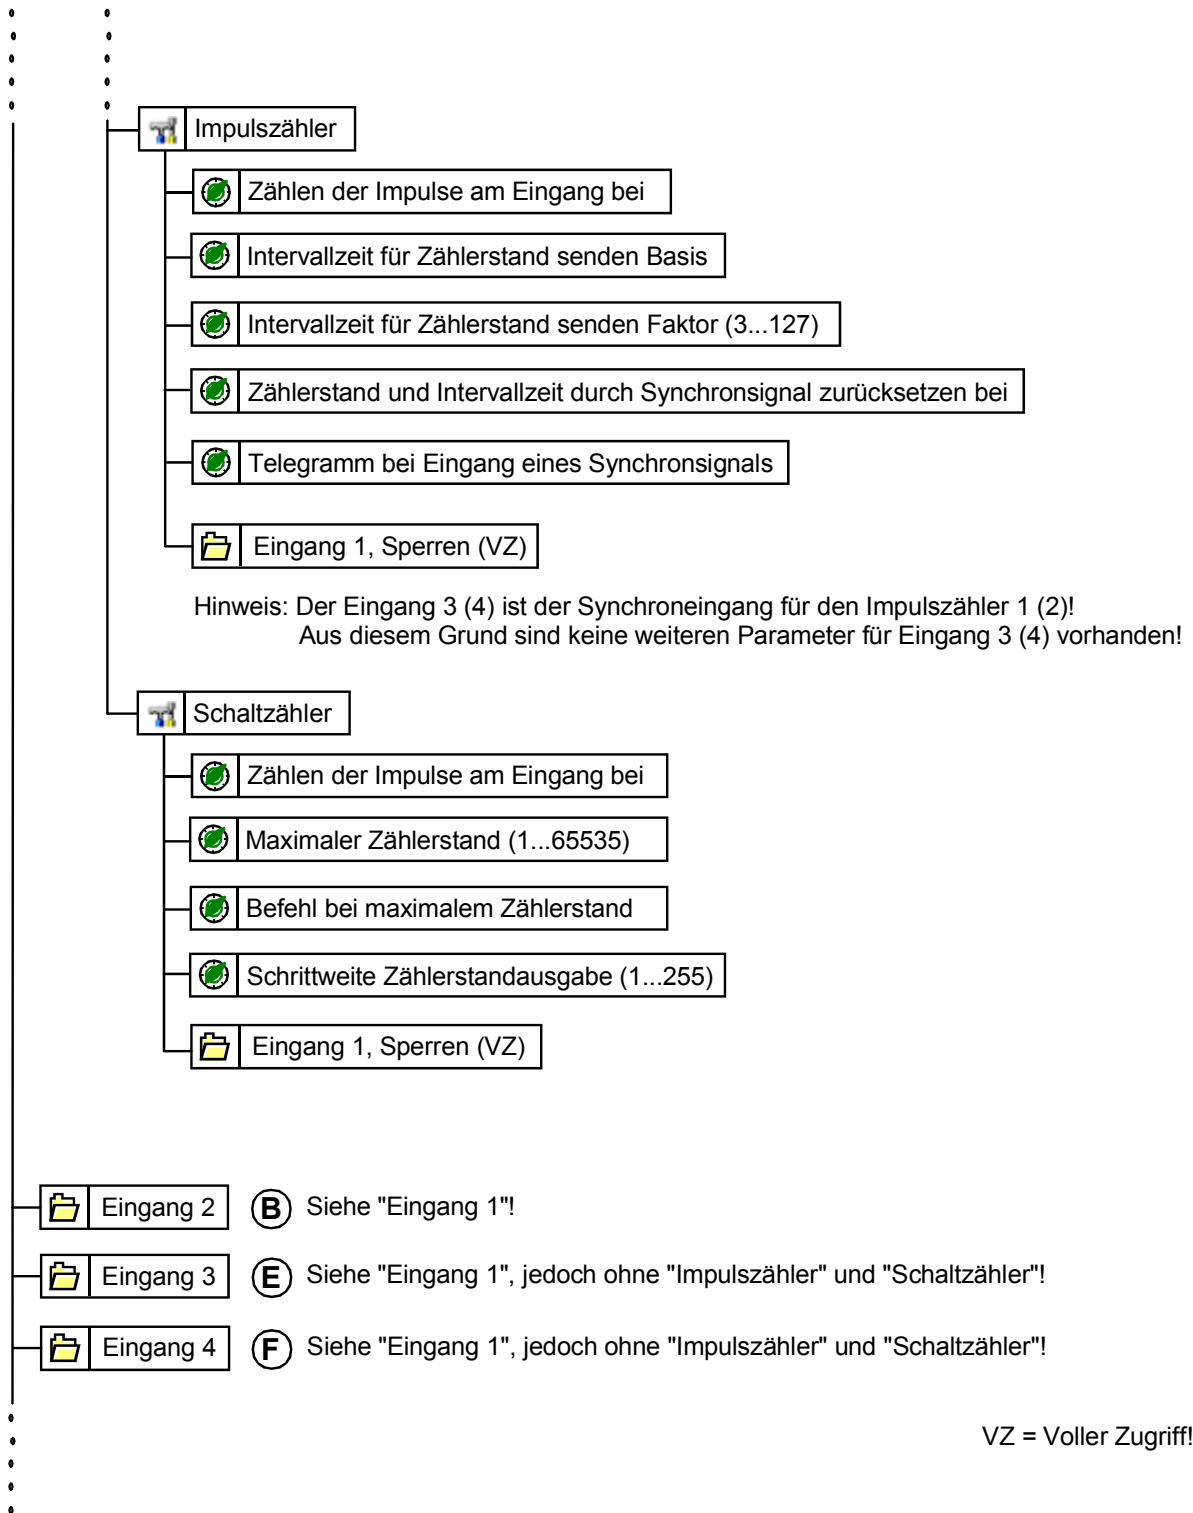 Impulszähler
Zählen der Impulse am Eingang bei
Intervallzeit für Zählerstand senden Basis
Intervallzeit für Zählerstand senden Faktor (3...127)
Zählerstand und Intervallzeit durch Synchronsignal zurücksetzen bei
Telegramm bei Eingang eines Synchronsignals
Eingang 1, Sperren (VZ)
Hinweis: Der Eingang 3 (4) ist der Synchroneingang für den Impulszähler 1 (2)!
Aus diesem Grund sind keine weiteren Parameter für Eingang 3 (4) vorhanden!
Schaltzähler
Zählen der Impulse am Eingang bei
Maximaler Zählerstand (1...65535)
Befehl bei maximalem Zählerstand
Schrittweite Zählerstandausgabe (1...255)
Eingang 1, Sperren (VZ)
Eingang 2 B Siehe "Eingang 1"!
Eingang 3 E Siehe "Eingang 1", jedoch ohne "Impulszähler" und "Schaltzähler"!
Eingang 4 F Siehe "Eingang 1", jedoch ohne "Impulszähler" und "Schaltzähler"!
VZ = Voller Zugriff!